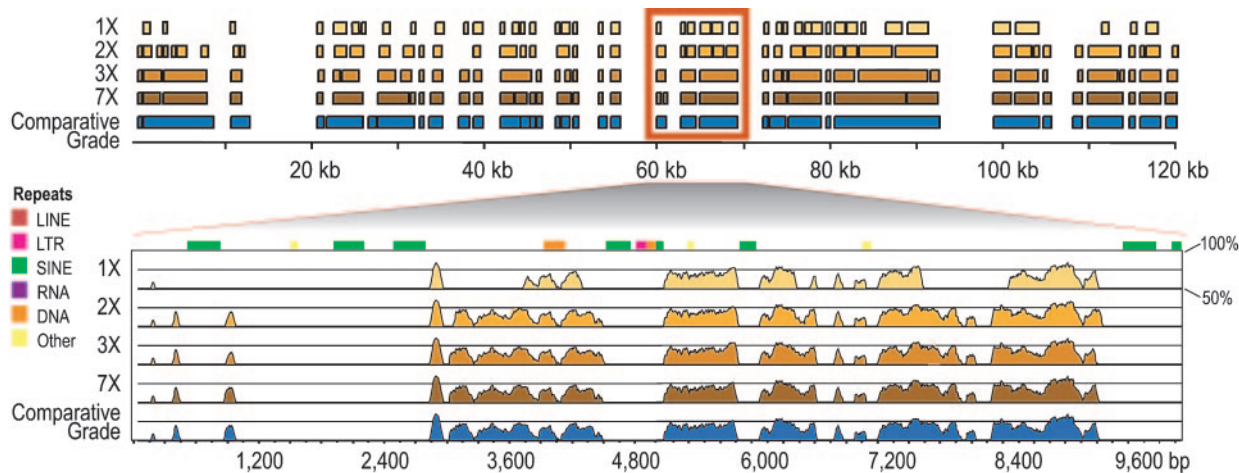 1X
2X
3X
7X
Comparative
Grade
20 kb 40 kb 60 kb 80 kb 100 kb 120 kb
Repeats
LINE
LTR
SINE
RNA
DNA
Other
100%
1X
50%
2X
3X
7X
Comparative
Grade
1,200 2,400 3,600 4,800 6,000 7,200 8,400 9,600 bp